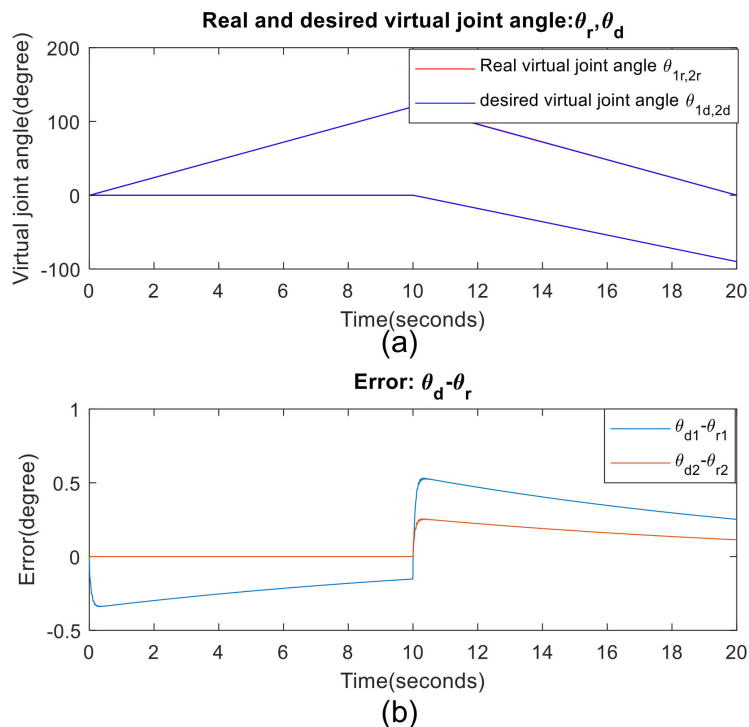 Real and desired virtual joint angle:θr,θd
200
100
0
-100
Virtual joint angle(degree)
Real virtual joint angle θ1r,2r
desired virtual joint angle θ1d,2d
0 2 4 6 8 10 12 14 16 18 20
Time(seconds)
(a)
Error: θd-θr
1
0.5
0
-0.5
Error(degree)
θd1-θr1
θd2-θr2
0 2 4 6 8 10 12 14 16 18 20
Time(seconds)
(b)